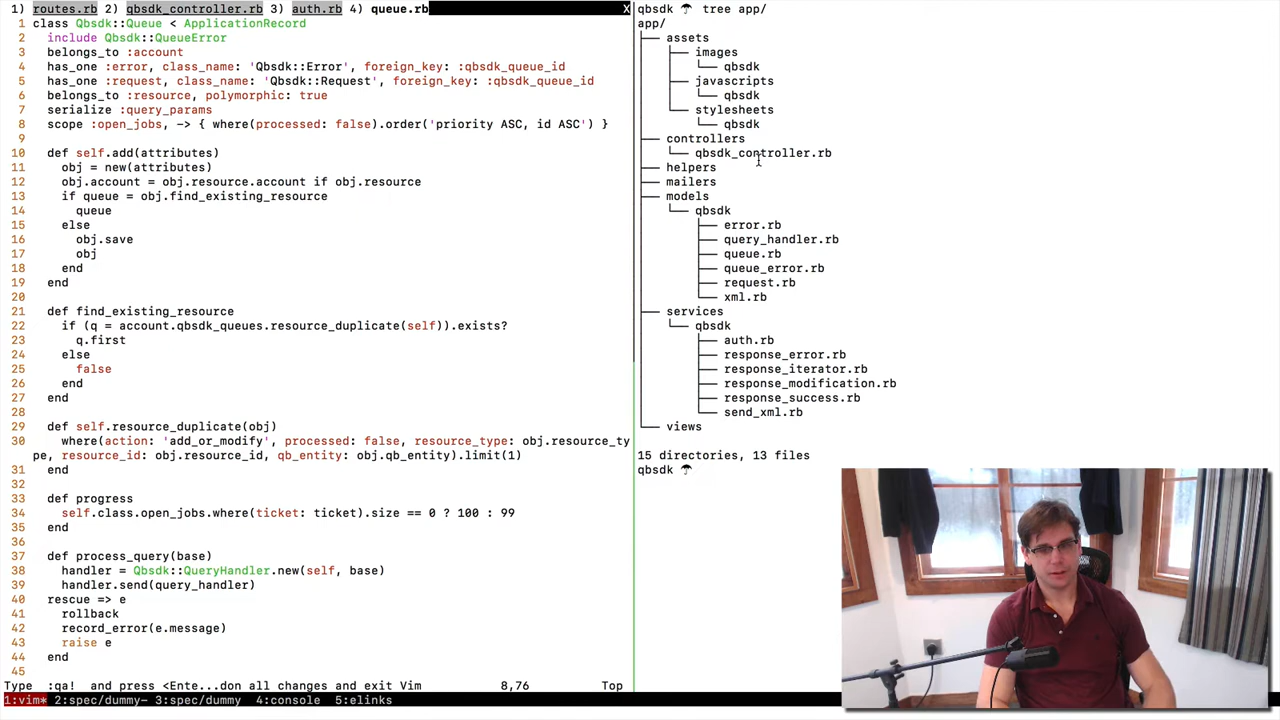 1) routes.rb 2) qbsdk_controller.rb 3) auth.rb 4) queue.rb X
1 class Qbsdk::Queue < ApplicationRecord
2 include Qbsdk::QueueError
3 belongs_to :account
4 has_one :error, class_name: 'Qbsdk::Error', foreign_key: :qbsdk_queue_id
5 has_one :request, class_name: 'Qbsdk::Request', foreign_key: :qbsdk_queue_id
6 belongs_to :resource, polymorphic: true
7 serialize :query_params
8 scope :open_jobs, -> { where(processed: false).order('priority ASC, id ASC') }
9
10 def self.add(attributes)
11 obj = new(attributes)
12 obj.account = obj.resource.account if obj.resource
13 if queue = obj.find_existing_resource
14 queue
15 else
16 obj.save
17 obj
18 end
19 end
20
21 def find_existing_resource
22 if (q = account.qbsdk_queues.resource_duplicate(self)).exists?
23 q.first
24 else
25 false
26 end
27 end
28
29 def self.resource_duplicate(obj)
30 where(action: 'add_or_modify', processed: false, resource_type: obj.resource_ty
pe, resource_id: obj.resource_id, qb_entity: obj.qb_entity).limit(1)
31 end
32
33 def progress
34 self.class.open_jobs.where(ticket: ticket).size == 0 ? 100 : 99
35 end
36
37 def process_query(base)
38 handler = Qbsdk::QueryHandler.new(self, base)
39 handler.send(query_handler)
40 rescue => e
41 rollback
42 record_error(e.message)
43 raise e
44 end
45
Type :qa! and press <Ente...don all changes and exit Vim 8,76 Top
qbsdk ☂ tree app/
app/
├── assets
│ ├── images
│ │ └── qbsdk
│ ├── javascripts
│ │ └── qbsdk
│ └── stylesheets
│ └── qbsdk
├── controllers
│ └── qbsdk_controller.rb
├── helpers
├── mailers
├── models
│ └── qbsdk
│ ├── error.rb
│ ├── query_handler.rb
│ ├── queue.rb
│ ├── queue_error.rb
│ ├── request.rb
│ └── xml.rb
├── services
│ └── qbsdk
│ ├── auth.rb
│ ├── response_error.rb
│ ├── response_iterator.rb
│ ├── response_modification.rb
│ ├── response_success.rb
│ └── send_xml.rb
└── views
15 directories, 13 files
qbsdk ☂
1:vim* 2:spec/dummy- 3:spec/dummy 4:console 5:elinks